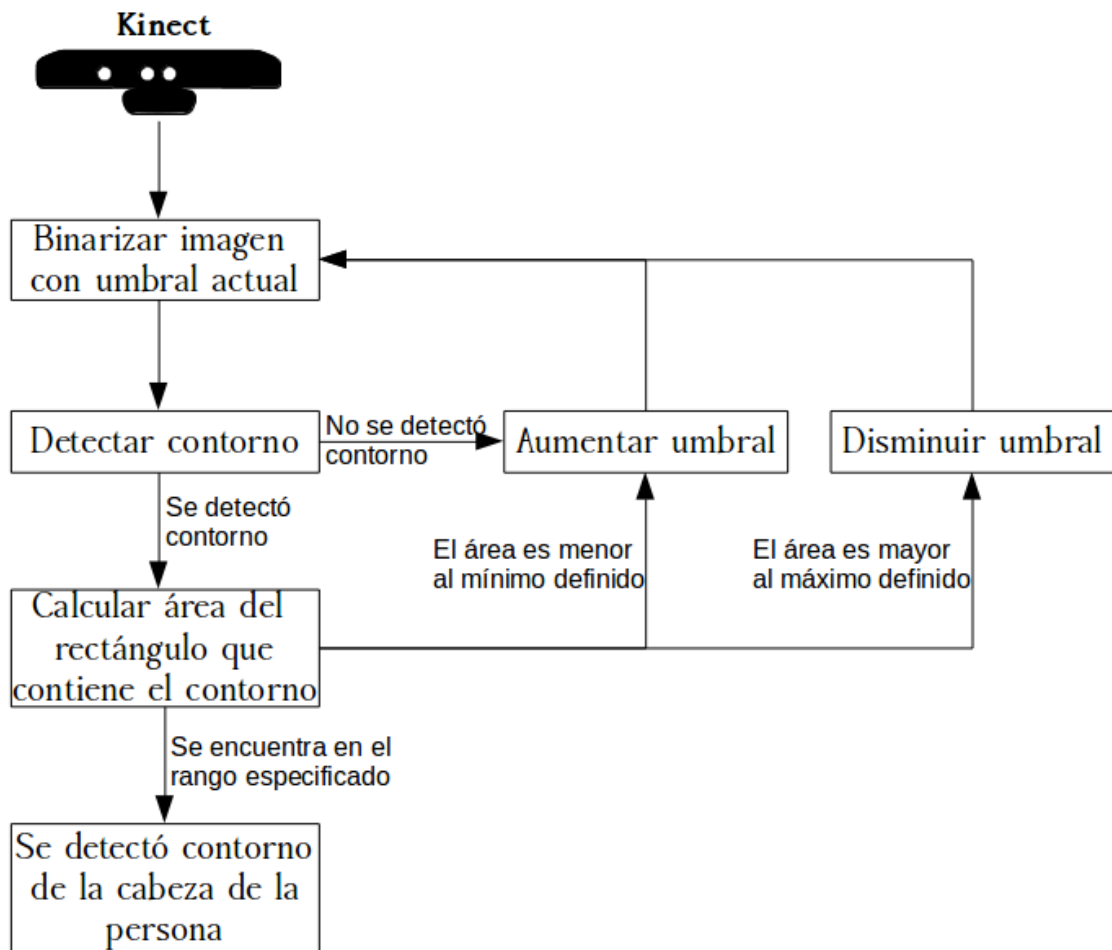 Kinect
Binarizar imagen
con umbral actual
Detectar contorno
No se detectó
contorno
Aumentar umbral
Disminuir umbral
Se detectó
contorno
El área es menor
al mínimo definido
El área es mayor
al máximo definido
Calcular área del
rectángulo que
contiene el contorno
Se encuentra en el
rango especificado
Se detectó contorno
de la cabeza de la
persona